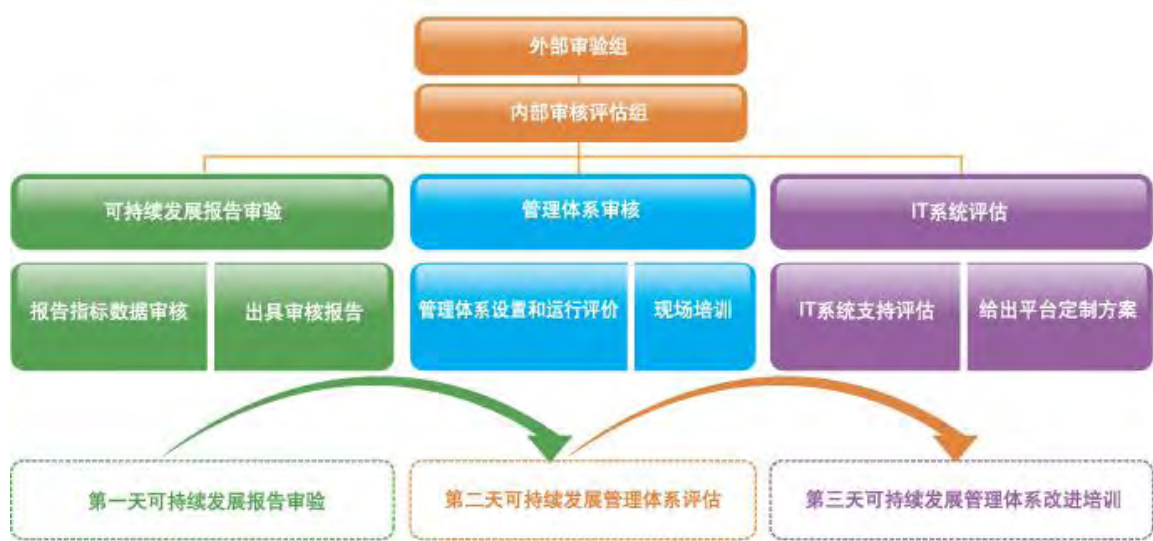 外部审验组
内部审核评估组
可持续发展报告审验
管理体系审核
IT系统评估
报告指标数据审核
出具审核报告
管理体系设置和运行评价
现场培训
IT系统支持评估
给出平台定制方案
第一天可持续发展报告审验
第二天可持续发展管理体系评估
第三天可持续发展管理体系改进培训